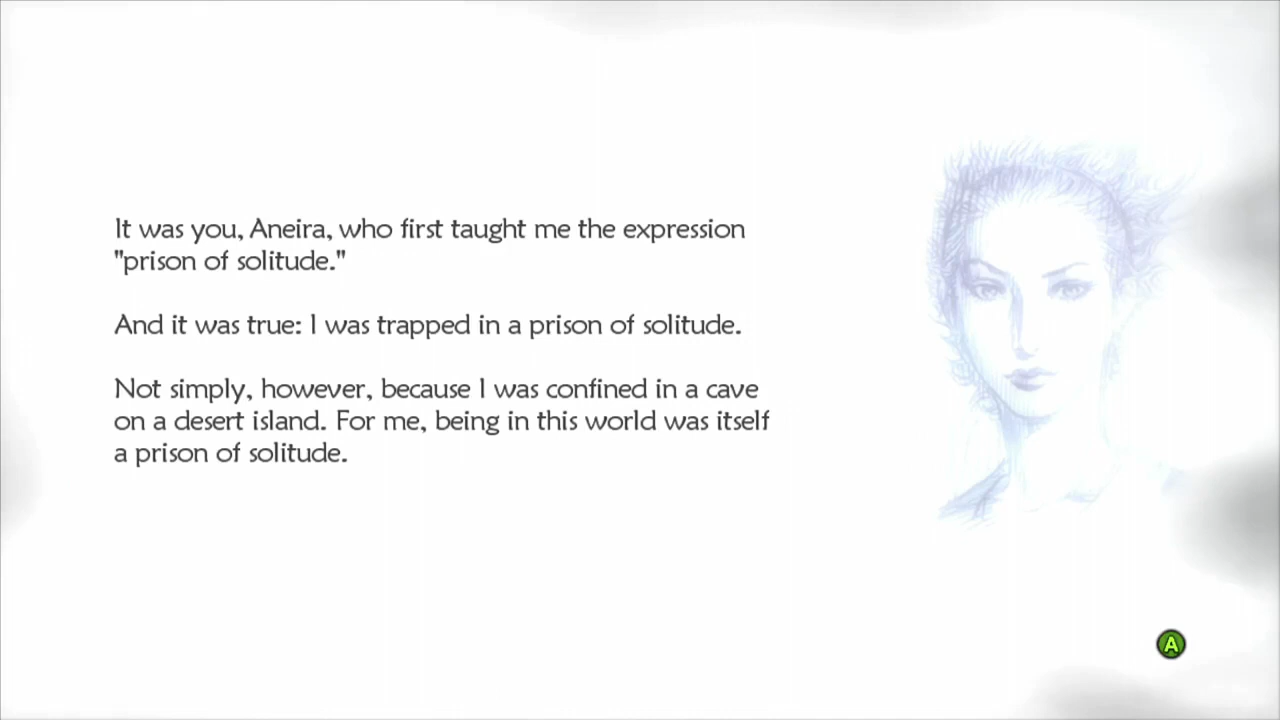 It was you, Aneira, who first taught me the expression
"prison of solitude."
And it was true: I was trapped in a prison of solitude.
Not simply, however, because I was confined in a cave
on a desert island. For me, being in this world was itself
a prison of solitude.
A